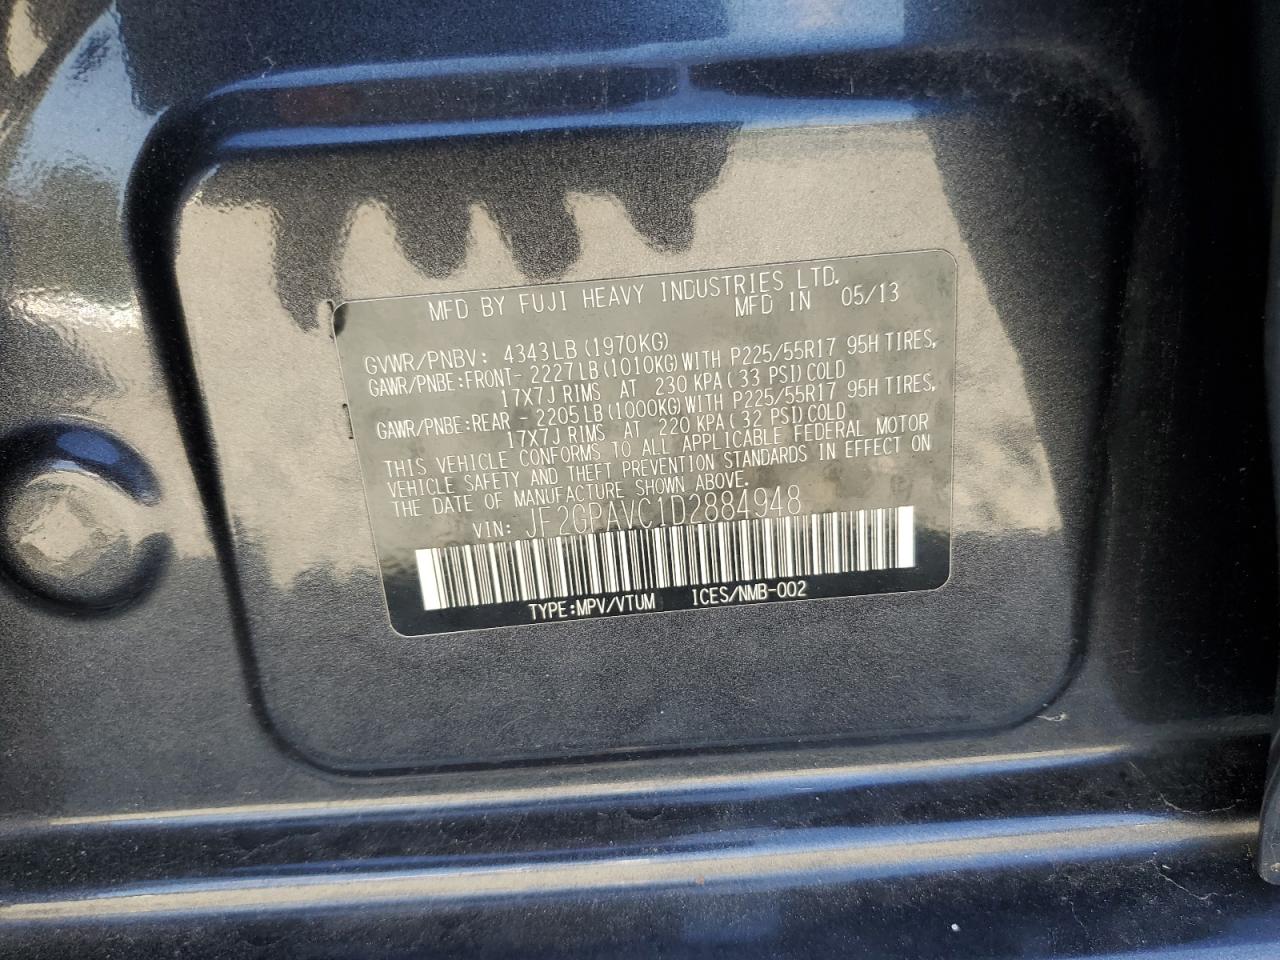 MFD BY FUJI HEAVY INDUSTRIES LTD.
MFD IN 05/13
GVWR/PNBV: 4343LB (1970KG)
GAWR/PNBE:FRONT- 2227LB(1010KG)WITH P225/55R17 95H TIRES,
17X7J RIMS AT 230 KPA(33 PSI)COLD
GAWR/PNBE:REAR - 2205LB(1000KG)WITH P225/55R17 95H TIRES,
17X7J RIMS AT 220 KPA(32 PSI)COLD
THIS VEHICLE CONFORMS TO ALL APPLICABLE FEDERAL MOTOR
VEHICLE SAFETY AND THEFT PREVENTION STANDARDS IN EFFECT ON
THE DATE OF MANUFACTURE SHOWN ABOVE.
VIN: JF2GPAVC1D2884948
TYPE:MPV/VTUM ICES/NMB-002